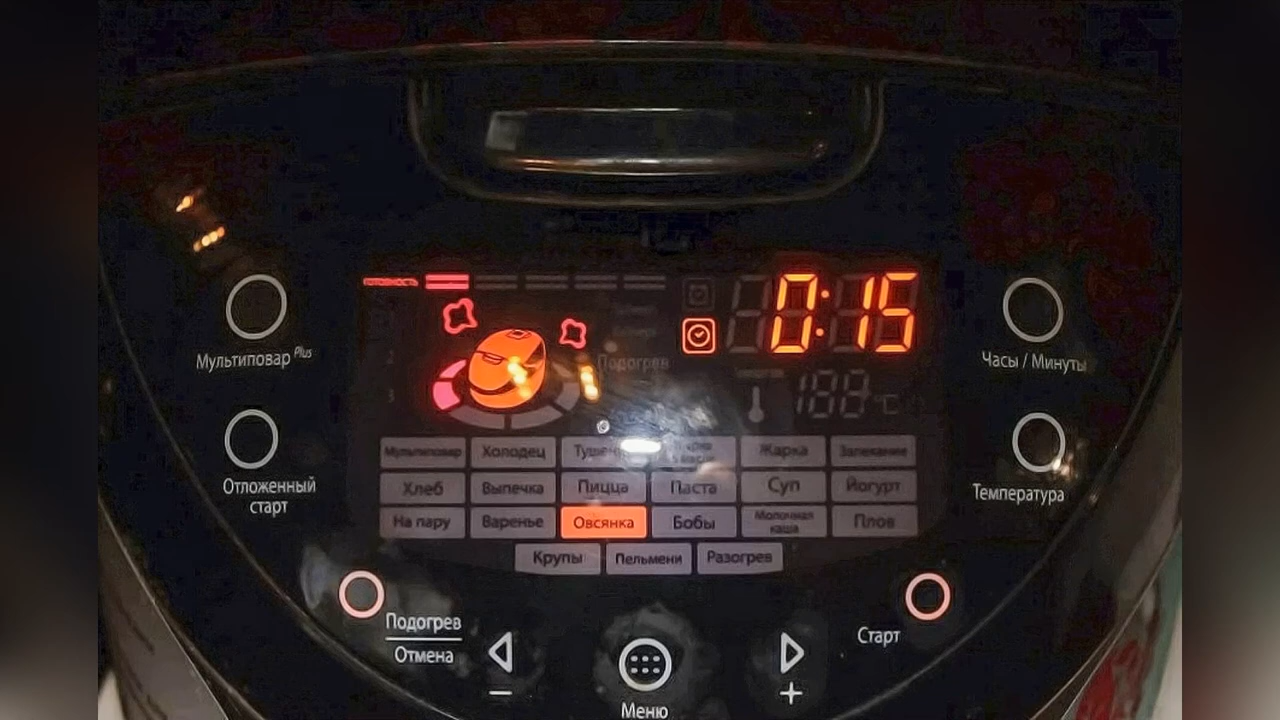 готовность
0:15
Мультиповар Plus
Часы / Минуты
Подогрев
188°C
Отложенный
старт
Температура
Мультиповар Холодец Жарка Запекание
Хлеб Выпечка Пицца Паста Суп Йогурт
На пару Варенье Овсянка Бобы Молочная каша Плов
Крупы Пельмени Разогрев
Подогрев
Отмена
Старт
− +
Меню